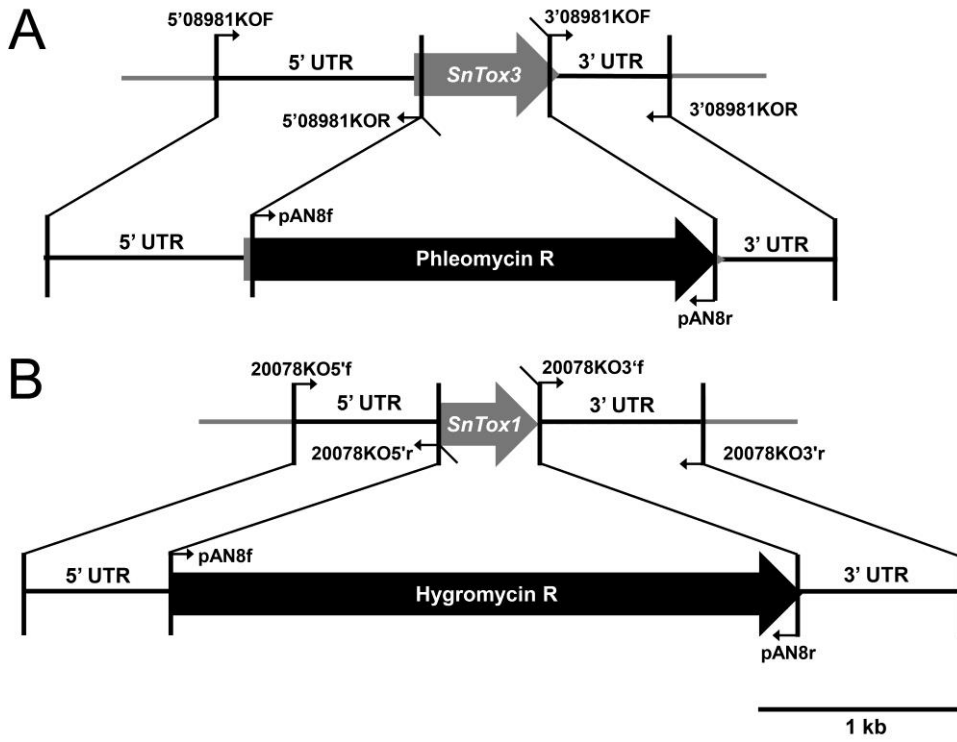 A
5’08981KOF
3’08981KOF
5’ UTR
SnTox3
3’ UTR
5’08981KOR
3’08981KOR
pAN8f
5’ UTR
Phleomycin R
3’ UTR
pAN8r
B
20078KO5'f
20078KO3‘f
5’ UTR
SnTox1
3’ UTR
20078KO5'r
20078KO3'r
pAN8f
5’ UTR
Hygromycin R
3’ UTR
pAN8r
1 kb